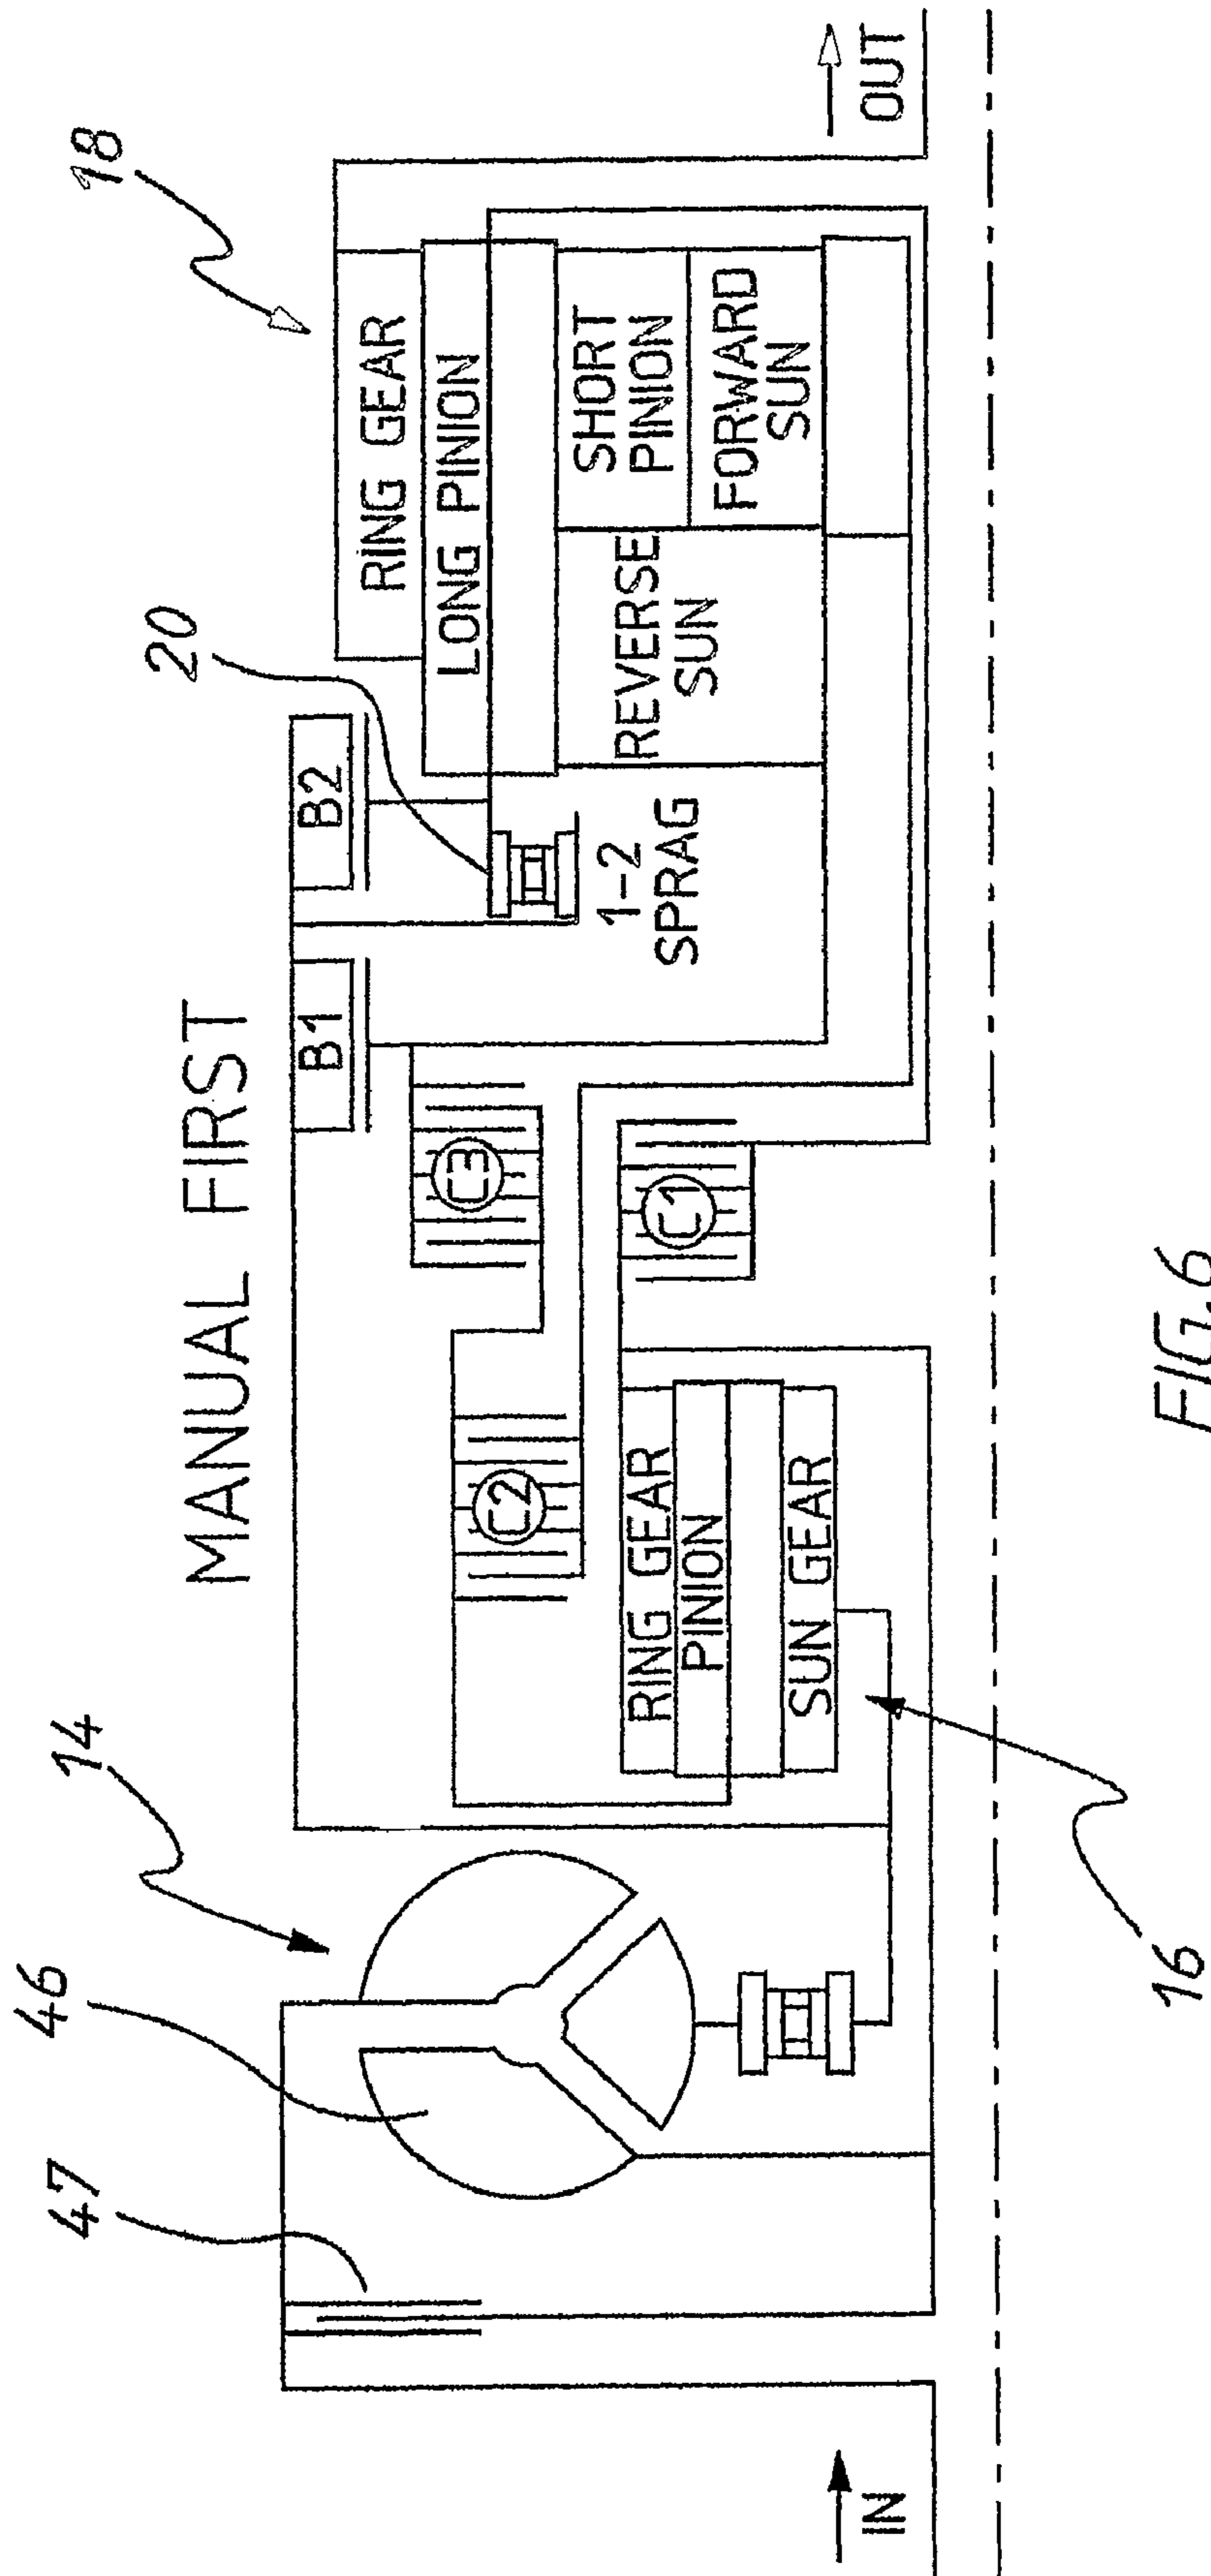 MANUAL FIRST
47
46
14
20
18
B1
B2
C3
C2
C1
RING GEAR
LONG PINION
SHORT
PINION
FORWARD
SUN
REVERSE
SUN
1-2
SPRAG
RING GEAR
PINION
SUN GEAR
IN
OUT
16
FIG.6